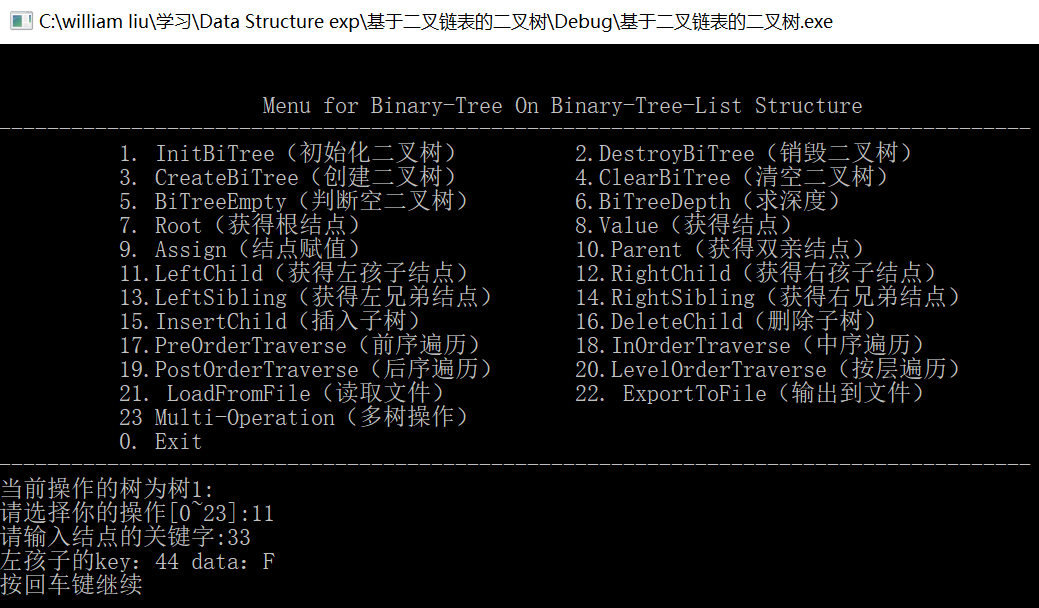 C:\william liu\学习\Data Structure exp\基于二叉链表的二叉树\Debug\基于二叉链表的二叉树.exe
Menu for Binary-Tree On Binary-Tree-List Structure
-------------------------------------------------------------------------------------
1. InitBiTree（初始化二叉树） 2.DestroyBiTree（销毁二叉树）
3. CreateBiTree（创建二叉树） 4.ClearBiTree（清空二叉树）
5. BiTreeEmpty（判断空二叉树） 6.BiTreeDepth（求深度）
7. Root（获得根结点） 8.Value（获得结点）
9. Assign（结点赋值） 10.Parent（获得双亲结点）
11.LeftChild（获得左孩子结点） 12.RightChild（获得右孩子结点）
13.LeftSibling（获得左兄弟结点） 14.RightSibling（获得右兄弟结点）
15.InsertChild（插入子树） 16.DeleteChild（删除子树）
17.PreOrderTraverse（前序遍历） 18.InOrderTraverse（中序遍历）
19.PostOrderTraverse（后序遍历） 20.LevelOrderTraverse（按层遍历）
21. LoadFromFile（读取文件） 22. ExportToFile（输出到文件）
23 Multi-Operation（多树操作）
0. Exit
-------------------------------------------------------------------------------------
当前操作的树为树1:
请选择你的操作[0~23]:11
请输入结点的关键字:33
左孩子的key：44 data：F
按回车键继续